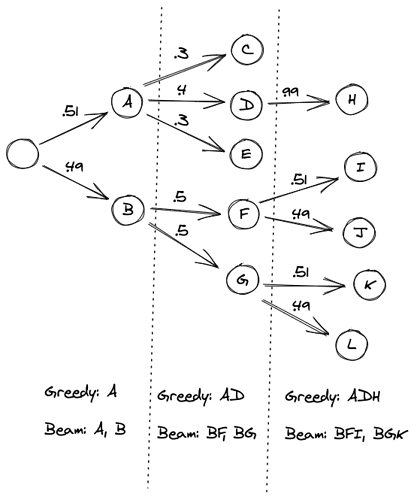 .3
C
.51
A
.4
D
.99
H
.3
E
I
.49
B
.5
F
.51
.49
J
.5
G
.51
K
.49
L
Greedy: A
Greedy: AD
Greedy: ADH
Beam: A, B
Beam: BF, BG
Beam: BFI, BGK